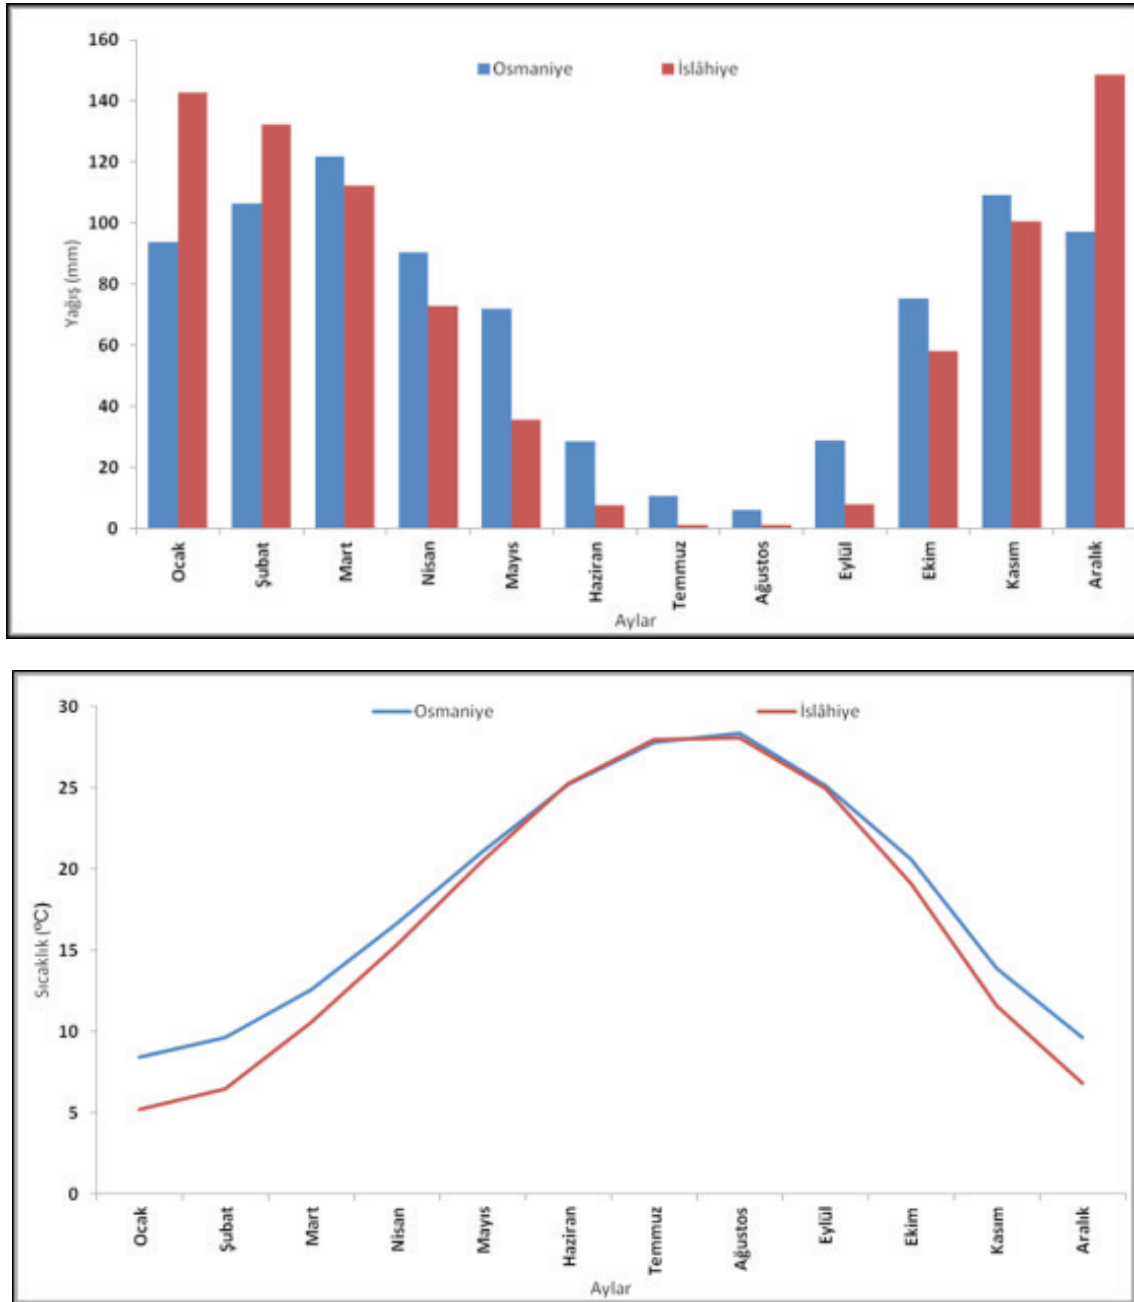 160
140
120
100
80
60
40
20
0
Yağış (mm)
Osmaniye İslâhiye
Ocak Şubat Mart Nisan Mayıs Haziran Temmuz Ağustos Eylül Ekim Kasım Aralık
Aylar
30
25
20
15
10
5
0
Sıcaklık (ºC)
Osmaniye İslâhiye
Ocak Şubat Mart Nisan Mayıs Haziran Temmuz Ağustos Eylül Ekim Kasım Aralık
Aylar